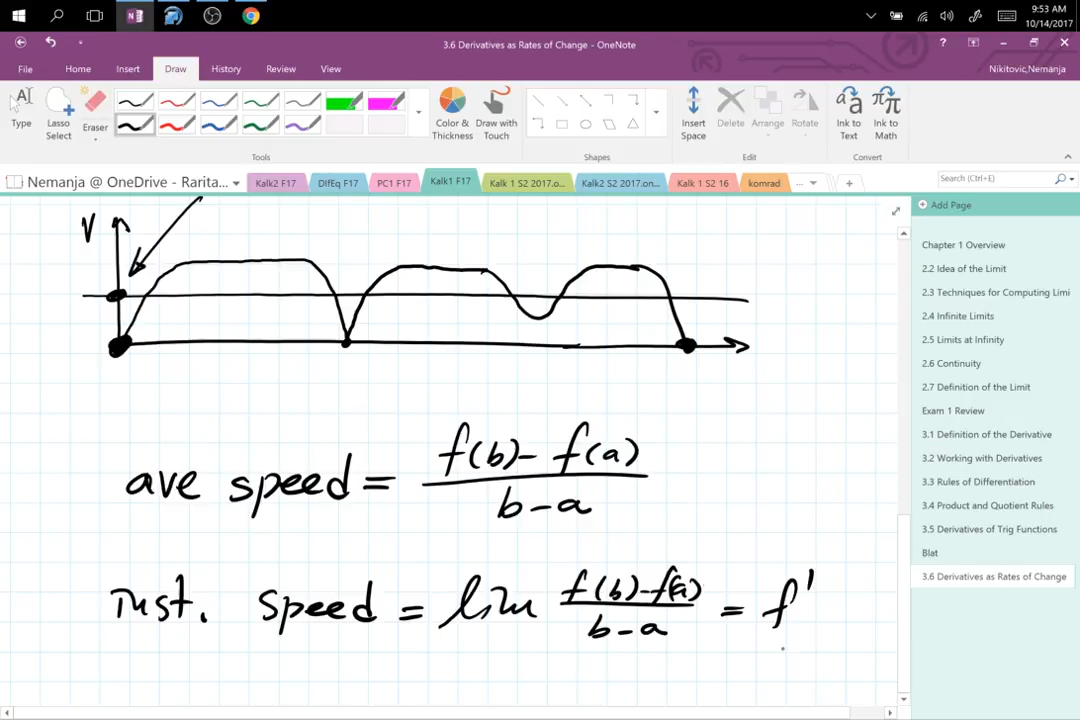 9:53 AM
10/14/2017
3.6 Derivatives as Rates of Change - OneNote
?
File Home Insert Draw History Review View
Nikitovic,Nemanja
Type
Lasso Select
Eraser
Color & Thickness
Draw with Touch
Insert Space
Delete
Arrange
Rotate
Ink to Text
Ink to Math
Tools Shapes Edit Convert
Nemanja @ OneDrive - Rarita...
Kalk2 F17 DIfEq F17 PC1 F17 Kalk1 F17 Kalk 1 S2 2017.o... Kalk2 S2 2017.on... Kalk 1 S2 16 komrad ...
Search (Ctrl+E)
Add Page
Chapter 1 Overview
2.2 Idea of the Limit
2.3 Techniques for Computing Limi
2.4 Infinite Limits
2.5 Limits at Infinity
2.6 Continuity
2.7 Definition of the Limit
Exam 1 Review
3.1 Definition of the Derivative
3.2 Working with Derivatives
3.3 Rules of Differentiation
3.4 Product and Quotient Rules
3.5 Derivatives of Trig Functions
Blat
3.6 Derivatives as Rates of Change
V
ave speed = f(b)-f(a) / b-a
inst. speed = lim f(b)-f(a) / b-a = f'